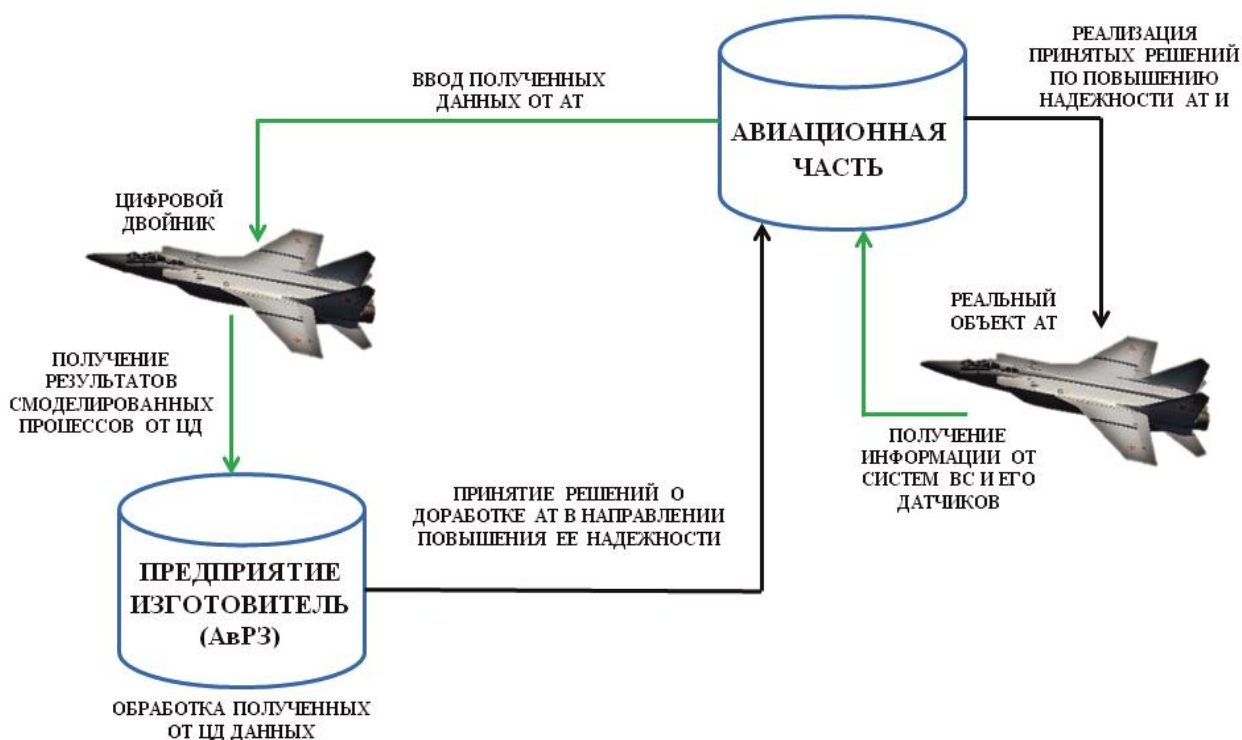 РЕАЛИЗАЦИЯ
ПРИНЯТЫХ РЕШЕНИЙ
ПО ПОВЫШЕНИЮ
НАДЕЖНОСТИ АТ И
ВВОД ПОЛУЧЕННЫХ
ДАННЫХ ОТ АТ
АВИАЦИОННАЯ
ЧАСТЬ
ЦИФРОВОЙ
ДВОЙНИК
РЕАЛЬНЫЙ
ОБЪЕКТ АТ
ПОЛУЧЕНИЕ
РЕЗУЛЬТАТОВ
СМОДЕЛИРОВАННЫХ
ПРОЦЕССОВ ОТ ЦД
ПОЛУЧЕНИЕ
ИНФОРМАЦИИ ОТ
СИСТЕМ ВС И ЕГО
ДАТЧИКОВ
ПРИНЯТИЕ РЕШЕНИЙ О
ДОРАБОТКЕ АТ В НАПРАВЛЕНИИ
ПОВЫШЕНИЯ ЕЕ НАДЕЖНОСТИ
ПРЕДПРИЯТИЕ
ИЗГОТОВИТЕЛЬ
(АвРЗ)
ОБРАБОТКА ПОЛУЧЕННЫХ
ОТ ЦД ДАННЫХ